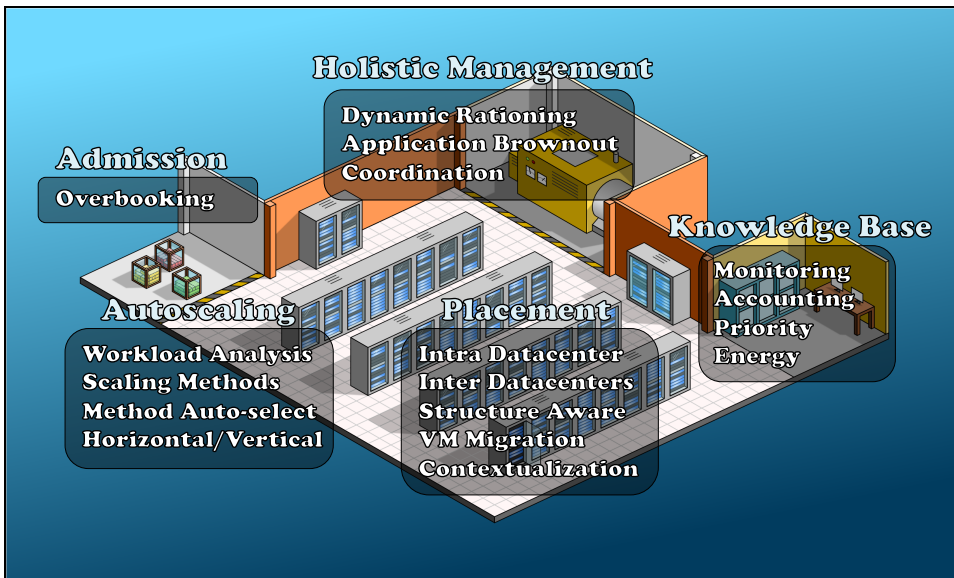 Holistic Management
Dynamic Rationing
Application Brownout
Coordination
Admission
Overbooking
Knowledge Base
Monitoring
Accounting
Priority
Energy
Autoscaling
Workload Analysis
Scaling Methods
Method Auto-select
Horizontal/Vertical
Placement
Intra Datacenter
Inter Datacenters
Structure Aware
VM Migration
Contextualization